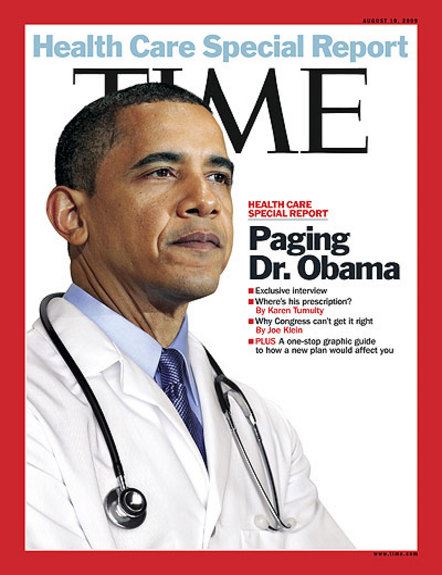 AUGUST 10, 2009
Health Care Special Report
TIME
HEALTH CARE
SPECIAL REPORT
Paging
Dr. Obama
■ Exclusive interview
■ Where's his prescription?
By Karen Tumulty
■ Why Congress can't get it right
By Joe Klein
■ PLUS A one-stop graphic guide
to how a new plan would affect you
www.time.com